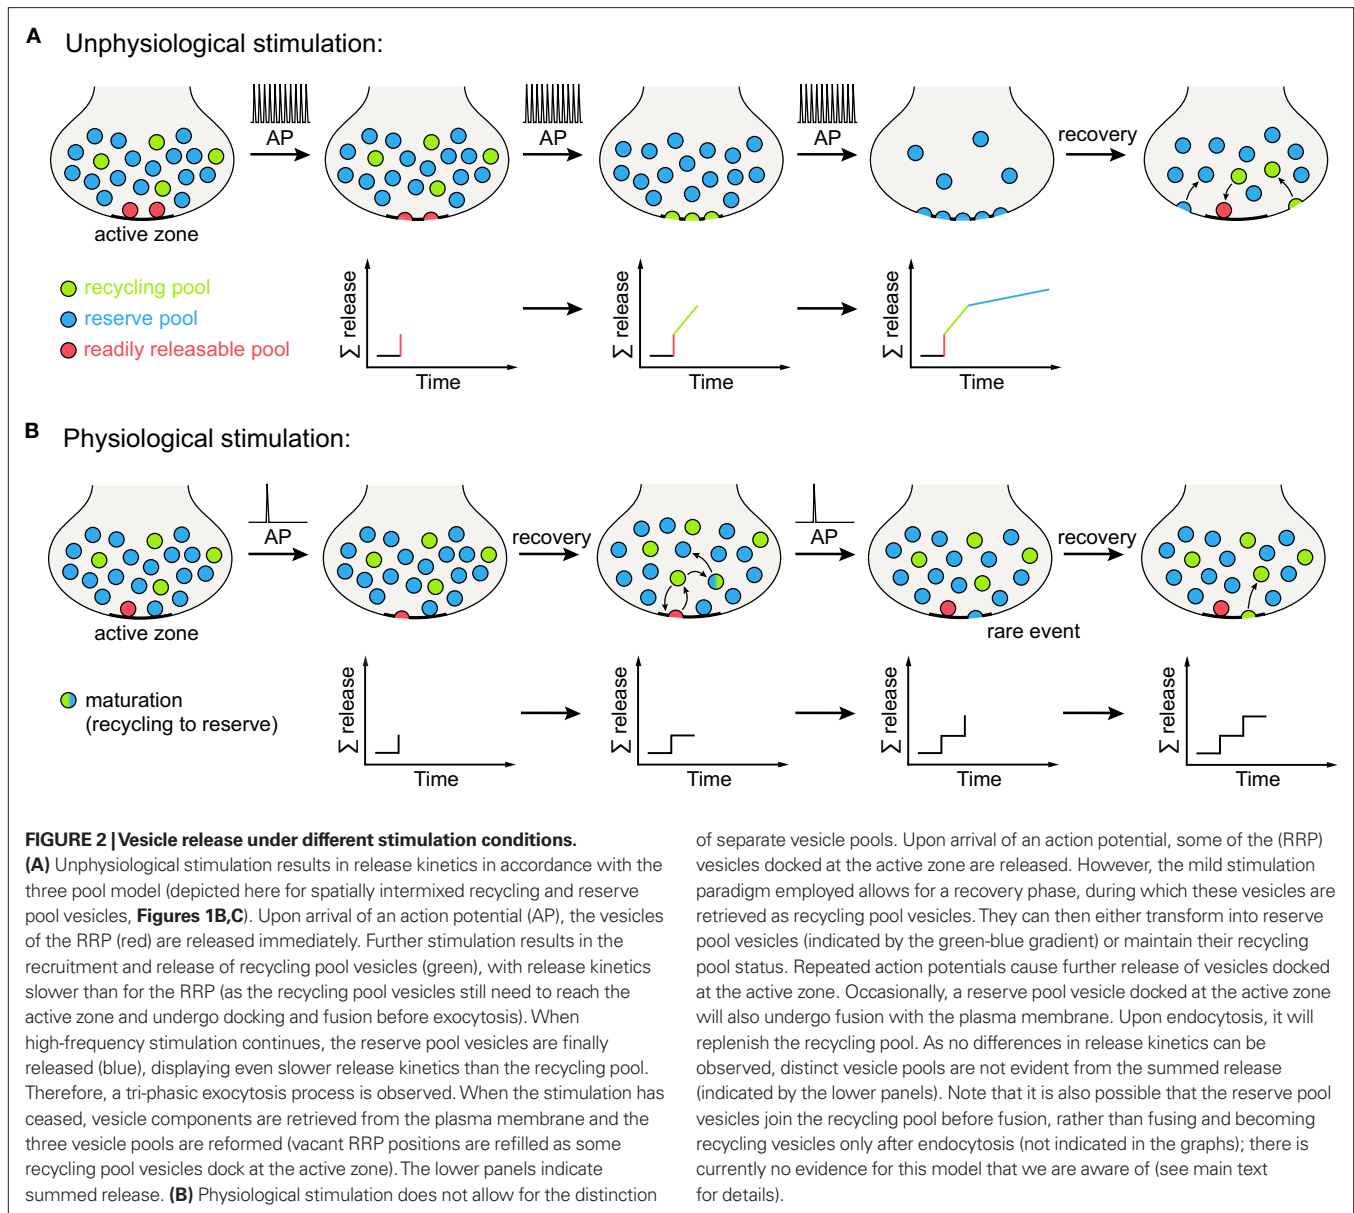 A Unphysiological stimulation:
AP
AP
AP
recovery
active zone
recycling pool
reserve pool
readily releasable pool
∑ release
Time
∑ release
Time
∑ release
Time
B Physiological stimulation:
AP
recovery
AP
recovery
active zone
rare event
maturation
(recycling to reserve)
∑ release
Time
∑ release
Time
∑ release
Time
∑ release
Time
FIGURE 2 | Vesicle release under different stimulation conditions.
(A) Unphysiological stimulation results in release kinetics in accordance with the
three pool model (depicted here for spatially intermixed recycling and reserve
pool vesicles, Figures 1B,C). Upon arrival of an action potential (AP), the vesicles
of the RRP (red) are released immediately. Further stimulation results in the
recruitment and release of recycling pool vesicles (green), with release kinetics
slower than for the RRP (as the recycling pool vesicles still need to reach the
active zone and undergo docking and fusion before exocytosis). When
high-frequency stimulation continues, the reserve pool vesicles are finally
released (blue), displaying even slower release kinetics than the recycling pool.
Therefore, a tri-phasic exocytosis process is observed. When the stimulation has
ceased, vesicle components are retrieved from the plasma membrane and the
three vesicle pools are reformed (vacant RRP positions are refilled as some
recycling pool vesicles dock at the active zone). The lower panels indicate
summed release. (B) Physiological stimulation does not allow for the distinction
of separate vesicle pools. Upon arrival of an action potential, some of the (RRP)
vesicles docked at the active zone are released. However, the mild stimulation
paradigm employed allows for a recovery phase, during which these vesicles are
retrieved as recycling pool vesicles. They can then either transform into reserve
pool vesicles (indicated by the green-blue gradient) or maintain their recycling
pool status. Repeated action potentials cause further release of vesicles docked
at the active zone. Occasionally, a reserve pool vesicle docked at the active zone
will also undergo fusion with the plasma membrane. Upon endocytosis, it will
replenish the recycling pool. As no differences in release kinetics can be
observed, distinct vesicle pools are not evident from the summed release
(indicated by the lower panels). Note that it is also possible that the reserve pool
vesicles join the recycling pool before fusion, rather than fusing and becoming
recycling vesicles only after endocytosis (not indicated in the graphs); there is
currently no evidence for this model that we are aware of (see main text
for details).